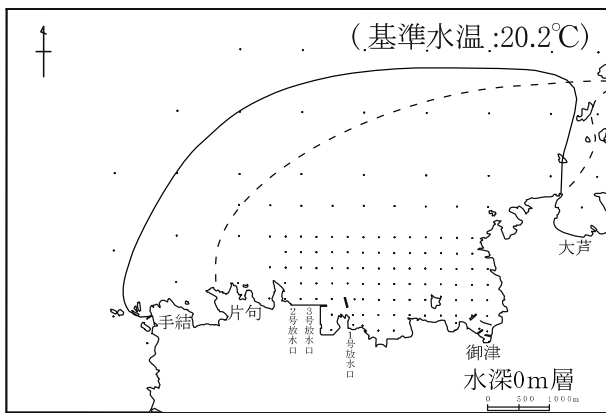 (基準水温:20.2℃)
大芦
手結
片句
2号放水口
3号放水口
1号放水口
御津
水深0m層
0 500 1000m